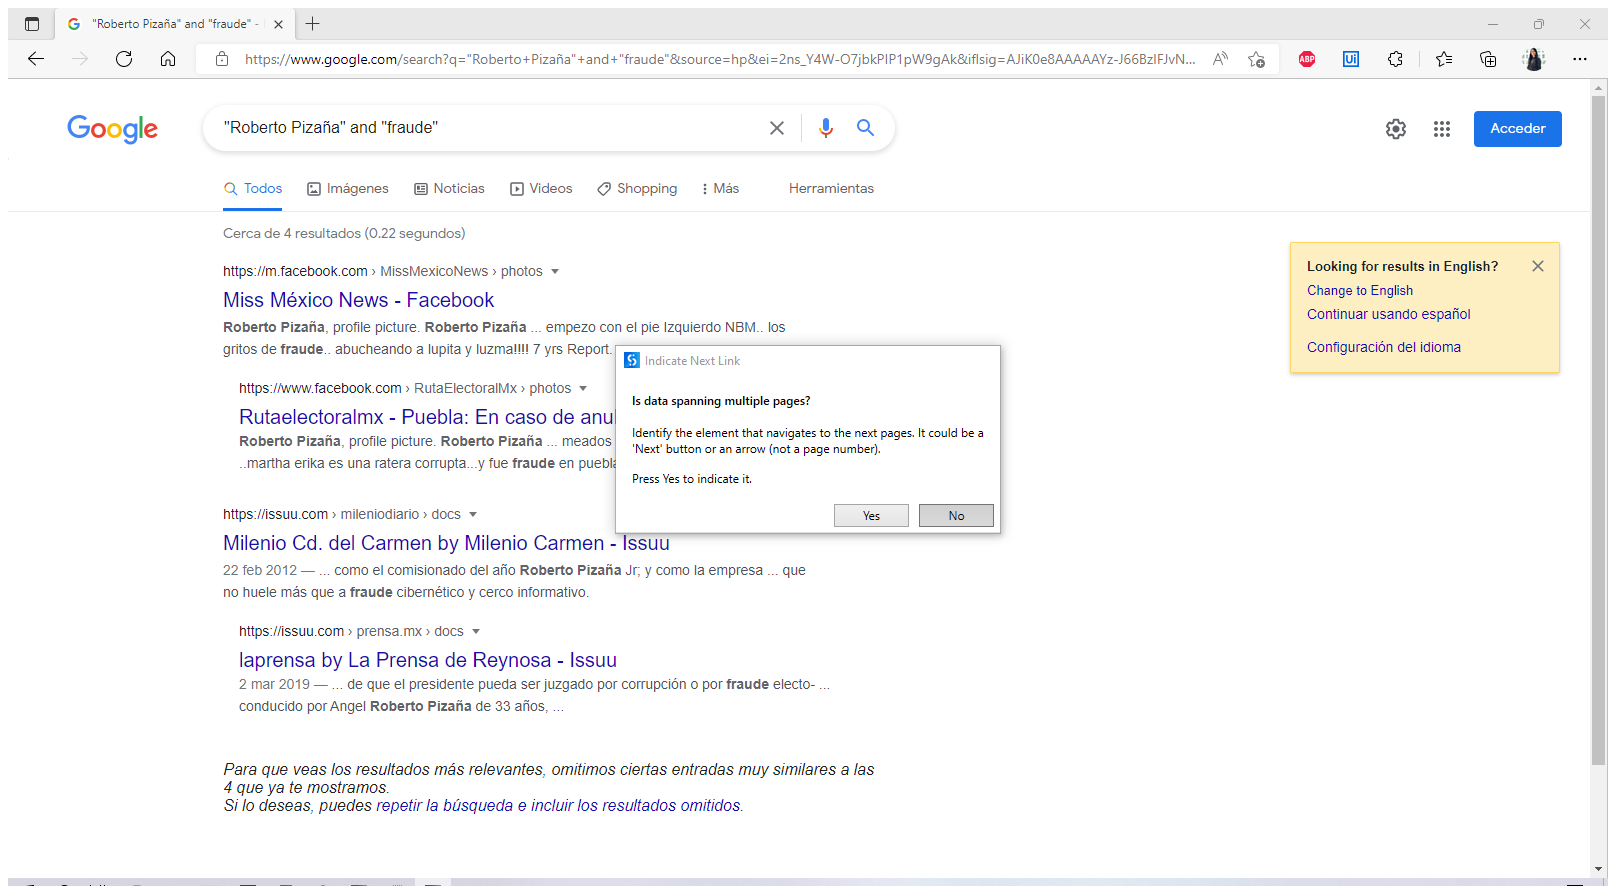 "Roberto Pizaña" and "fraude" -
https://www.google.com/search?q="Roberto+Pizaña"+and+"fraude"&source=hp&ei=2ns_Y4W-O7jbkPIP1pW9gAk&iflsig=AJiK0e8AAAAAYz-J66BzIFJvN...
ABP
Ui
Google
"Roberto Pizaña" and "fraude"
Acceder
Todos Imágenes Noticias Videos Shopping Más Herramientas
Cerca de 4 resultados (0.22 segundos)
https://m.facebook.com › MissMexicoNews › photos
Miss México News - Facebook
Roberto Pizaña, profile picture. Roberto Pizaña ... empezo con el pie Izquierdo NBM.. los
gritos de fraude.. abucheando a lupita y luzma!!!! 7 yrs Report.
https://www.facebook.com › RutaElectoralMx › photos
Rutaelectoralmx - Puebla: En caso de anul
Roberto Pizaña, profile picture. Roberto Pizaña ... meados
..martha erika es una ratera corrupta...y fue fraude en puebla
https://issuu.com › mileniodiario › docs
Milenio Cd. del Carmen by Milenio Carmen - Issuu
22 feb 2012 — ... como el comisionado del año Roberto Pizaña Jr; y como la empresa ... que
no huele más que a fraude cibernético y cerco informativo.
https://issuu.com › prensa.mx › docs
laprensa by La Prensa de Reynosa - Issuu
2 mar 2019 — ... de que el presidente pueda ser juzgado por corrupción o por fraude electo- ...
conducido por Angel Roberto Pizaña de 33 años, ...
Para que veas los resultados más relevantes, omitimos ciertas entradas muy similares a las
4 que ya te mostramos.
Si lo deseas, puedes repetir la búsqueda e incluir los resultados omitidos.
Indicate Next Link
Is data spanning multiple pages?
Identify the element that navigates to the next pages. It could be a
'Next' button or an arrow (not a page number).
Press Yes to indicate it.
Yes No
Looking for results in English?
Change to English
Continuar usando español
Configuración del idioma